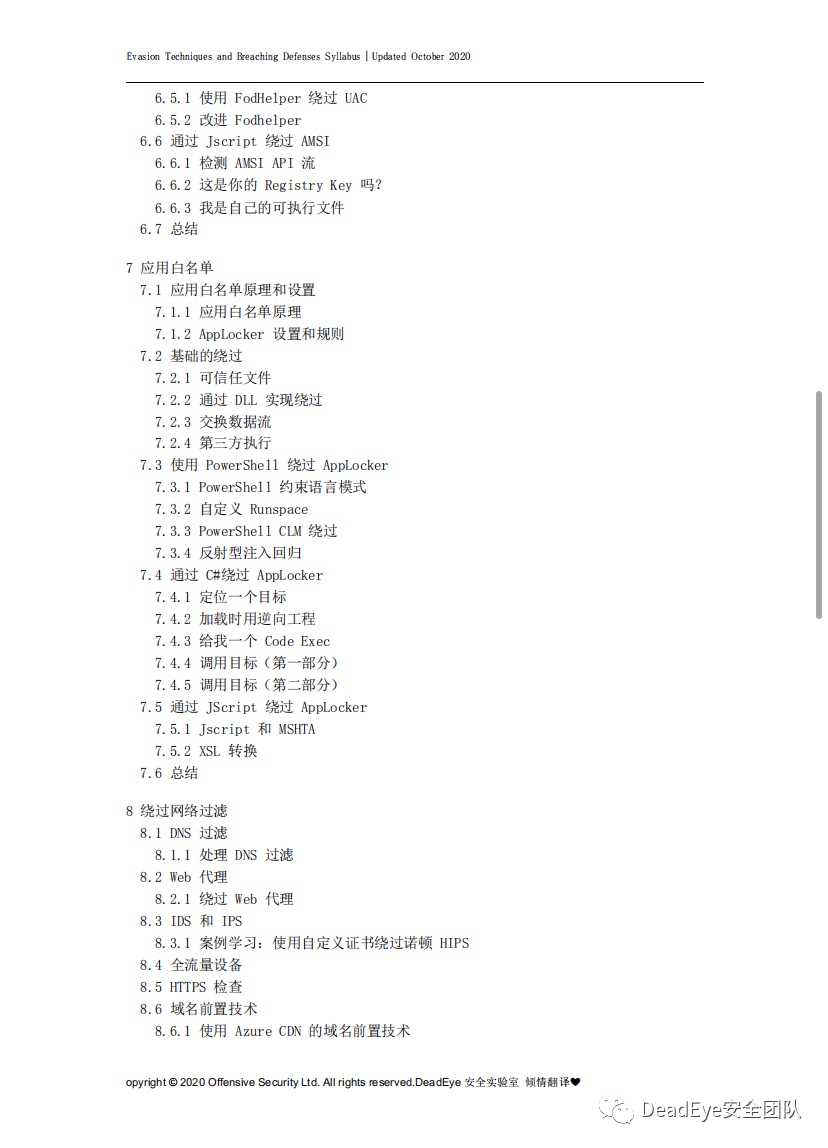 Evasion Techniques and Breaching Defenses Syllabus | Updated October 2020
6.5.1 使用 FodHelper 绕过 UAC
6.5.2 改进 Fodhelper
6.6 通过 Jscript 绕过 AMSI
6.6.1 检测 AMSI API 流
6.6.2 这是你的 Registry Key 吗？
6.6.3 我是自己的可执行文件
6.7 总结
7 应用白名单
7.1 应用白名单原理和设置
7.1.1 应用白名单原理
7.1.2 AppLocker 设置和规则
7.2 基础的绕过
7.2.1 可信任文件
7.2.2 通过 DLL 实现绕过
7.2.3 交换数据流
7.2.4 第三方执行
7.3 使用 PowerShell 绕过 AppLocker
7.3.1 PowerShell 约束语言模式
7.3.2 自定义 Runspace
7.3.3 PowerShell CLM 绕过
7.3.4 反射型注入回归
7.4 通过 C#绕过 AppLocker
7.4.1 定位一个目标
7.4.2 加载时用逆向工程
7.4.3 给我一个 Code Exec
7.4.4 调用目标（第一部分）
7.4.5 调用目标（第二部分）
7.5 通过 JScript 绕过 AppLocker
7.5.1 Jscript 和 MSHTA
7.5.2 XSL 转换
7.6 总结
8 绕过网络过滤
8.1 DNS 过滤
8.1.1 处理 DNS 过滤
8.2 Web 代理
8.2.1 绕过 Web 代理
8.3 IDS 和 IPS
8.3.1 案例学习：使用自定义证书绕过诺顿 HIPS
8.4 全流量设备
8.5 HTTPS 检查
8.6 域名前置技术
8.6.1 使用 Azure CDN 的域名前置技术
opyright © 2020 Offensive Security Ltd. All rights reserved.DeadEye 安全实验室 倾情翻译♥
DeadEye安全团队